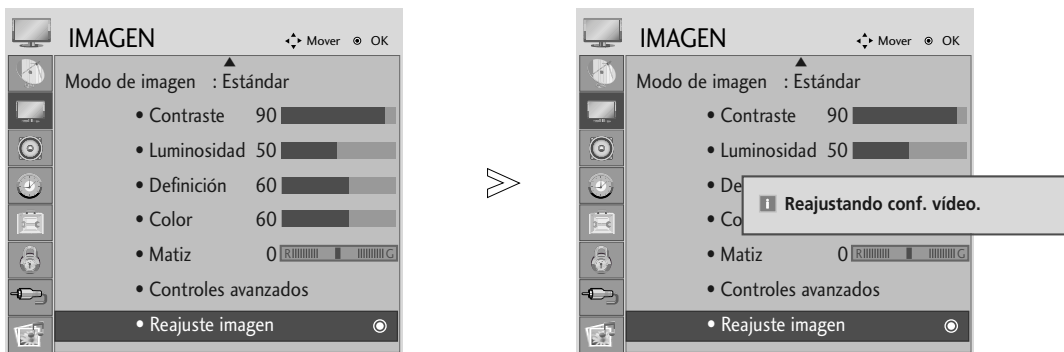 IMAGEN Mover OK
Modo de imagen : Estándar
• Contraste 90
• Luminosidad 50
• Definición 60
• Color 60
• Matiz 0 R G
• Controles avanzados
• Reajuste imagen
IMAGEN Mover OK
Modo de imagen : Estándar
• Contraste 90
• Luminosidad 50
• De
i Reajustando conf. vídeo.
• Co
• Matiz 0 R G
• Controles avanzados
• Reajuste imagen